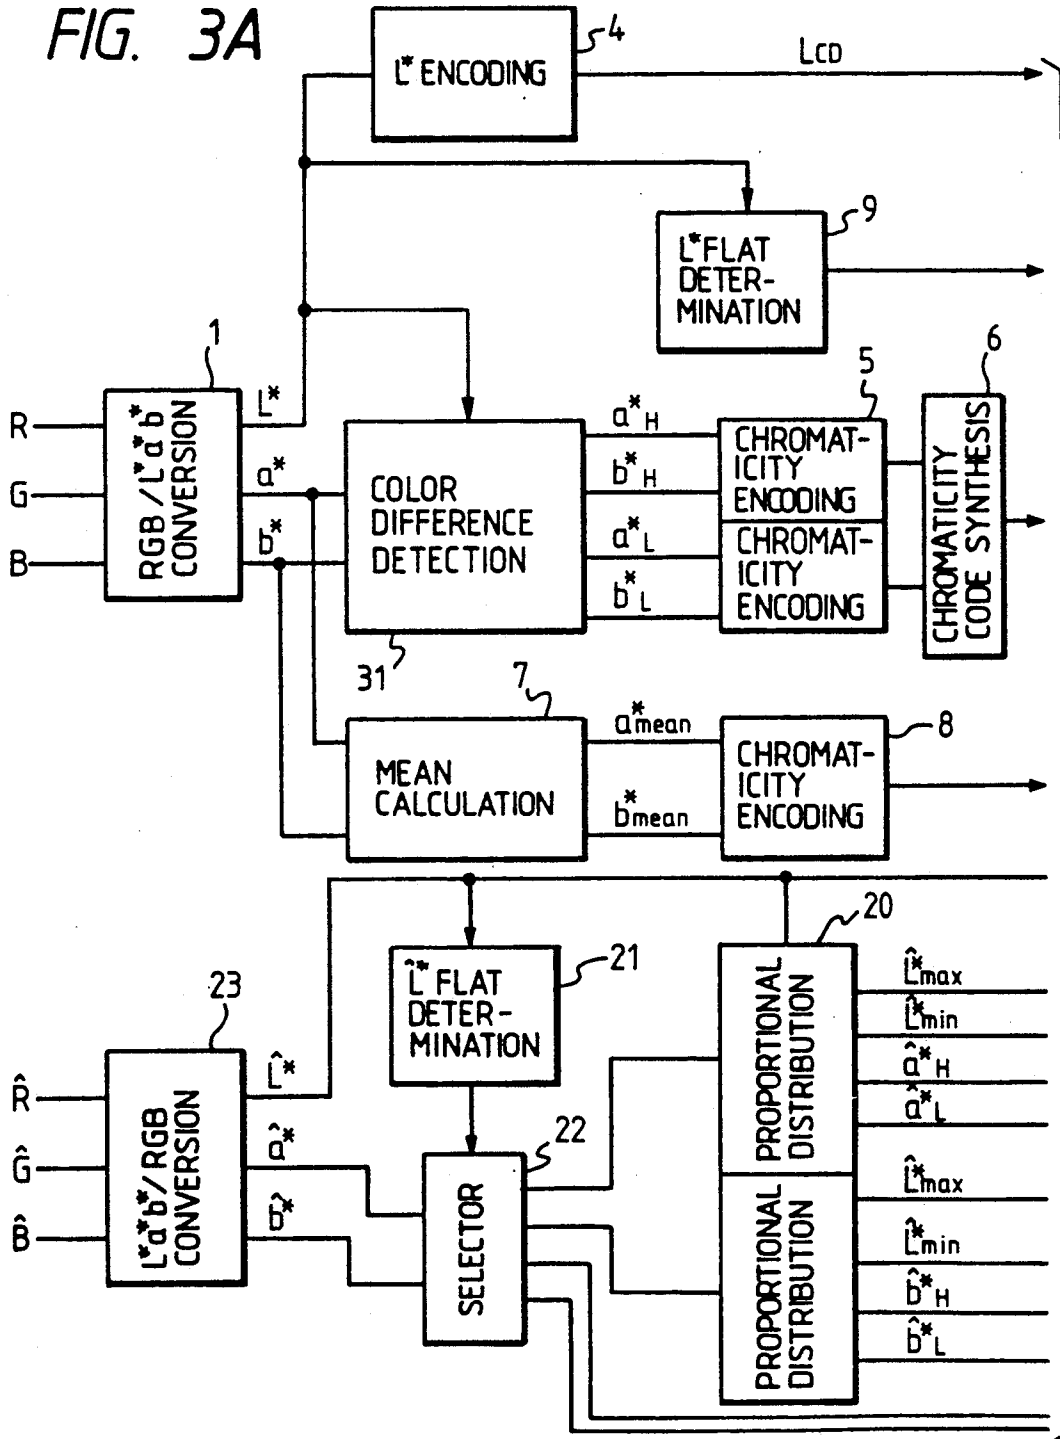 FIG. 3A
4
L* ENCODING
LCD
9
L* FLAT
DETER-
MINATION
1
R
G
B
RGB/L*a*b*
CONVERSION
L*
a*
b*
COLOR
DIFFERENCE
DETECTION
31
a*H
b*H
a*L
b*L
5
CHROMAT-
ICITY
ENCODING
CHROMAT-
ICITY
ENCODING
6
CHROMATICITY
CODE SYNTHESIS
7
MEAN
CALCULATION
a*mean
b*mean
8
CHROMAT-
ICITY
ENCODING
20
21
L̂* FLAT
DETER-
MINATION
23
R̂
Ĝ
B̂
L*a*b*/RGB
CONVERSION
L̂*
â*
b̂*
22
SELECTOR
PROPORTIONAL
DISTRIBUTION
PROPORTIONAL
DISTRIBUTION
L̂*max
L̂*min
â*H
â*L
L̂*max
L̂*min
b̂*H
b̂*L